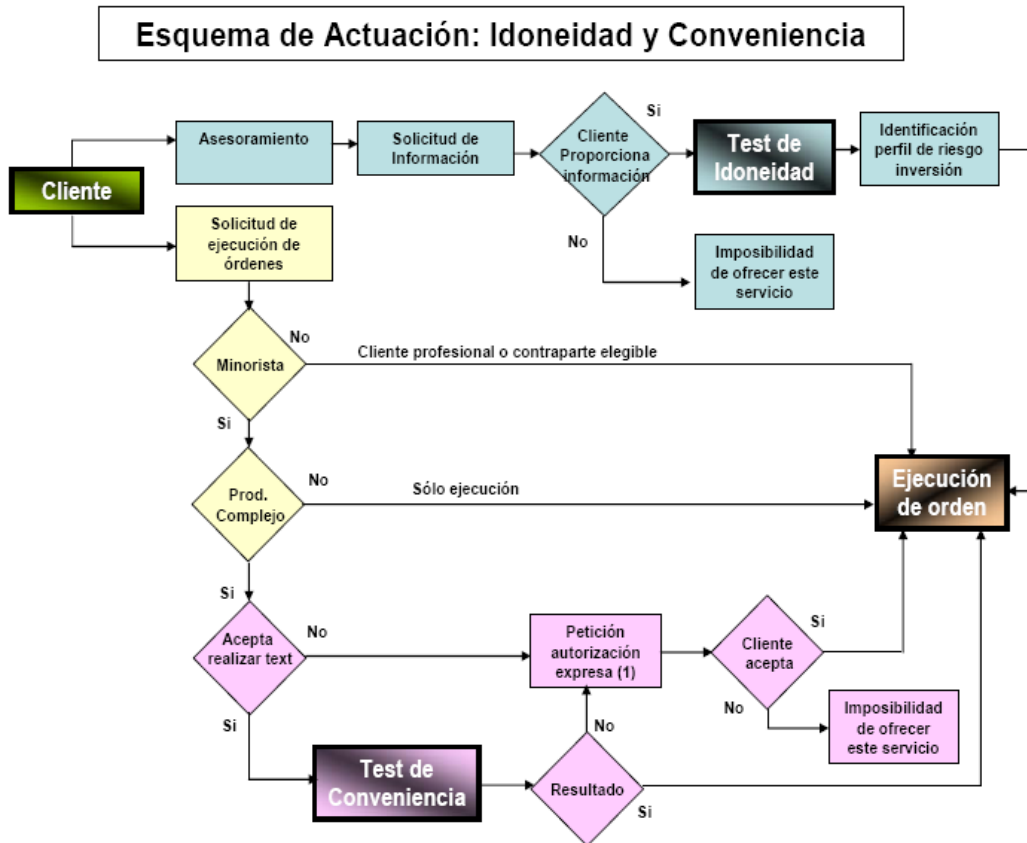 Esquema de Actuación: Idoneidad y Conveniencia
Cliente
Asesoramiento
Solicitud de
Información
Cliente
Proporciona
información
Si
No
Test de
Idoneidad
Identificación
perfil de riesgo
inversión
Imposibilidad
de ofrecer este
servicio
Solicitud de
ejecución de
órdenes
Minorista
No
Cliente profesional o contraparte elegible
Si
Prod.
Complejo
No
Sólo ejecución
Ejecución
de orden
Si
Acepta
realizar text
No
Petición
autorización
expresa (1)
Cliente
acepta
Si
No
Imposibilidad
de ofrecer
este servicio
Si
Test de
Conveniencia
Resultado
No
Si